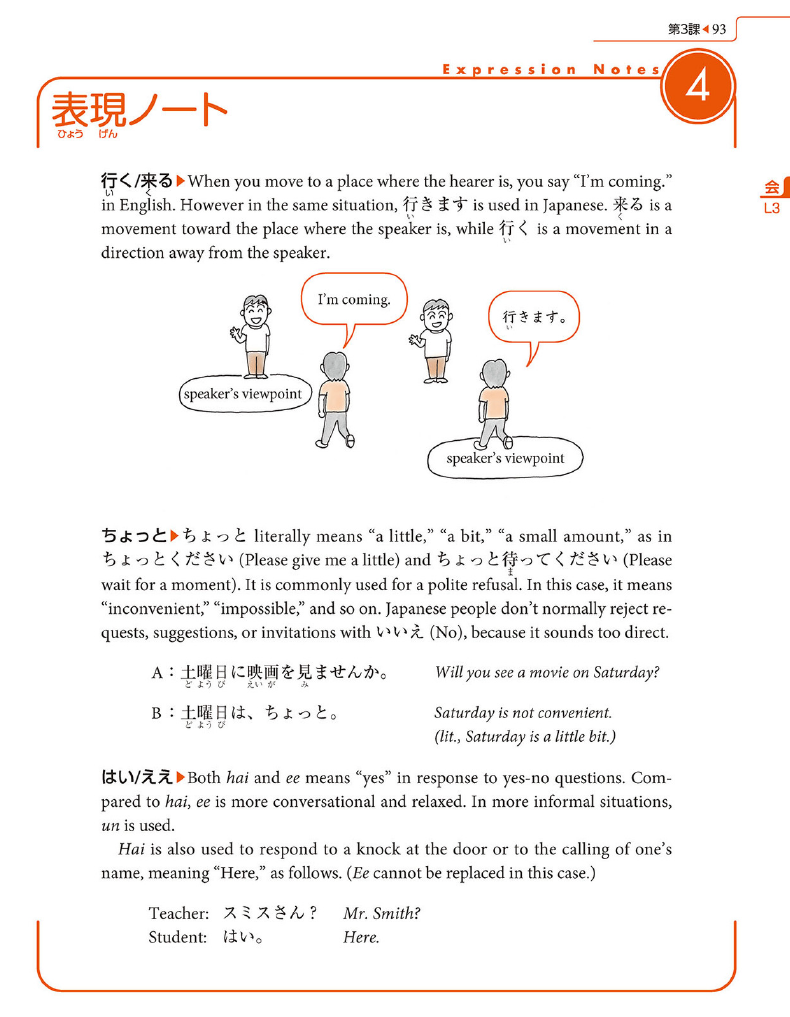 第3課◀93
Expression Notes 4
表現ノート
ひょう げん
会
L3
行く/来る▶When you move to a place where the hearer is, you say “I’m coming.”
い く
in English. However in the same situation, 行きます is used in Japanese. 来る is a
い く
movement toward the place where the speaker is, while 行く is a movement in a
い
direction away from the speaker.
I’m coming.
行きます。
い
speaker’s viewpoint
speaker’s viewpoint
ちょっと▶ちょっと literally means “a little,” “a bit,” “a small amount,” as in
ちょっとください (Please give me a little) and ちょっと待ってください (Please
ま
wait for a moment). It is commonly used for a polite refusal. In this case, it means
“inconvenient,” “impossible,” and so on. Japanese people don’t normally reject re-
quests, suggestions, or invitations with いいえ (No), because it sounds too direct.
A：土曜日に映画を見ませんか。 Will you see a movie on Saturday?
ど よう び えい が み
B：土曜日は、ちょっと。 Saturday is not convenient.
ど よう び
(lit., Saturday is a little bit.)
はい/ええ▶Both hai and ee means “yes” in response to yes-no questions. Com-
pared to hai, ee is more conversational and relaxed. In more informal situations,
un is used.
Hai is also used to respond to a knock at the door or to the calling of one’s
name, meaning “Here,” as follows. (Ee cannot be replaced in this case.)
Teacher: スミスさん？ Mr. Smith?
Student: はい。 Here.